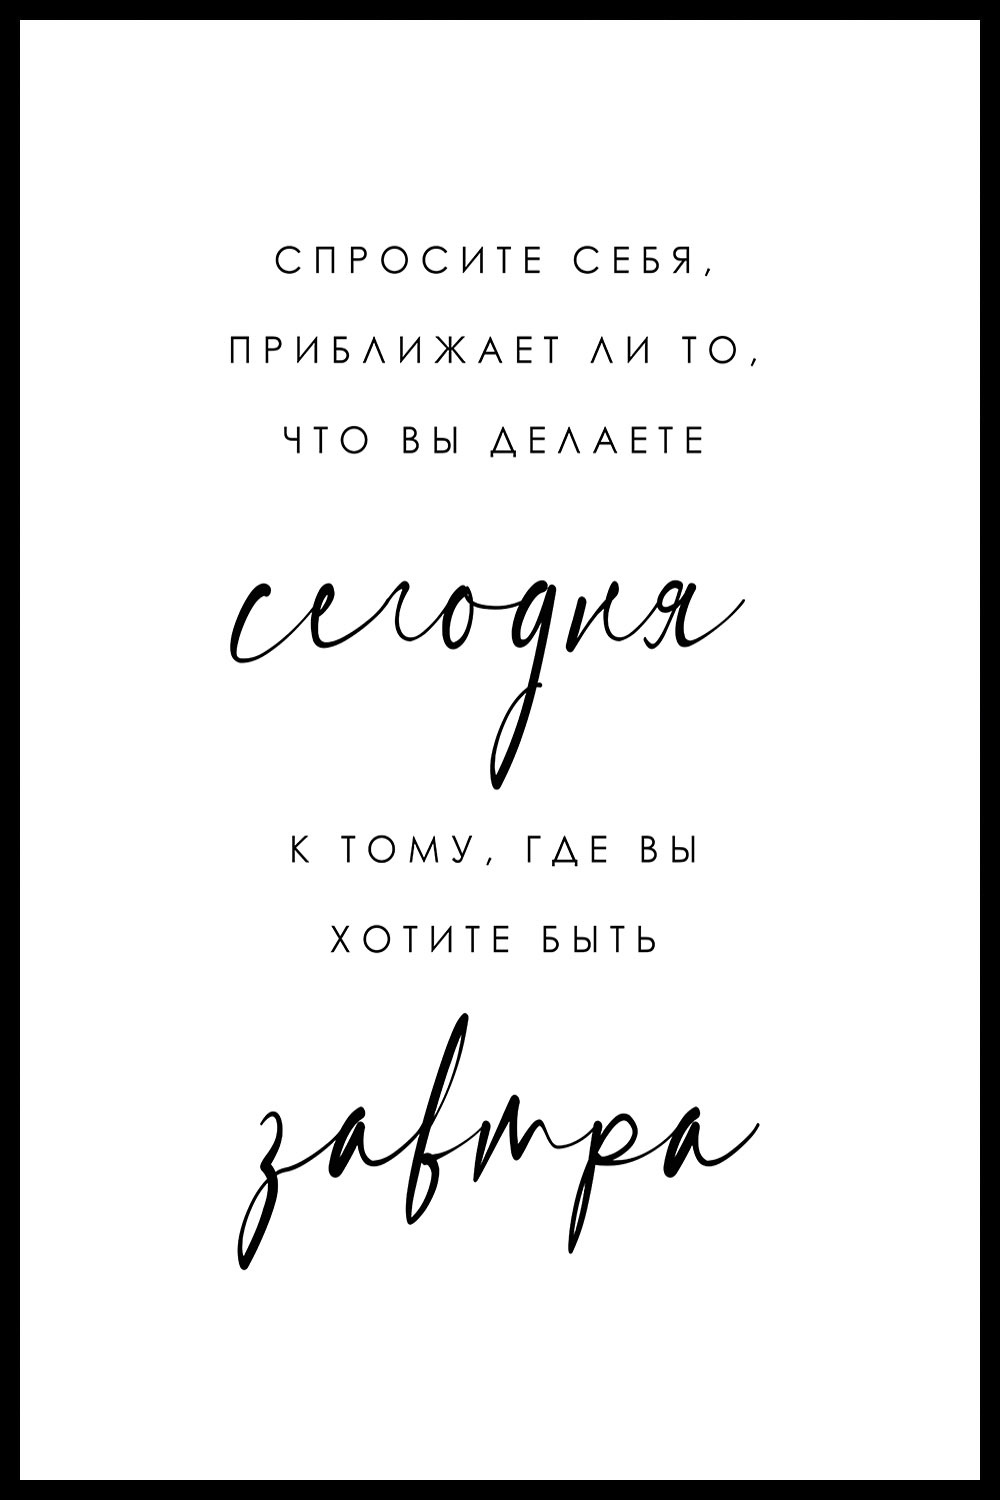 СПРОСИТЕ СЕБЯ,
ПРИБЛИЖАЕТ ЛИ ТО,
ЧТО ВЫ ДЕЛАЕТЕ
сегодня
К ТОМУ, ГДЕ ВЫ
ХОТИТЕ БЫТЬ
завтра